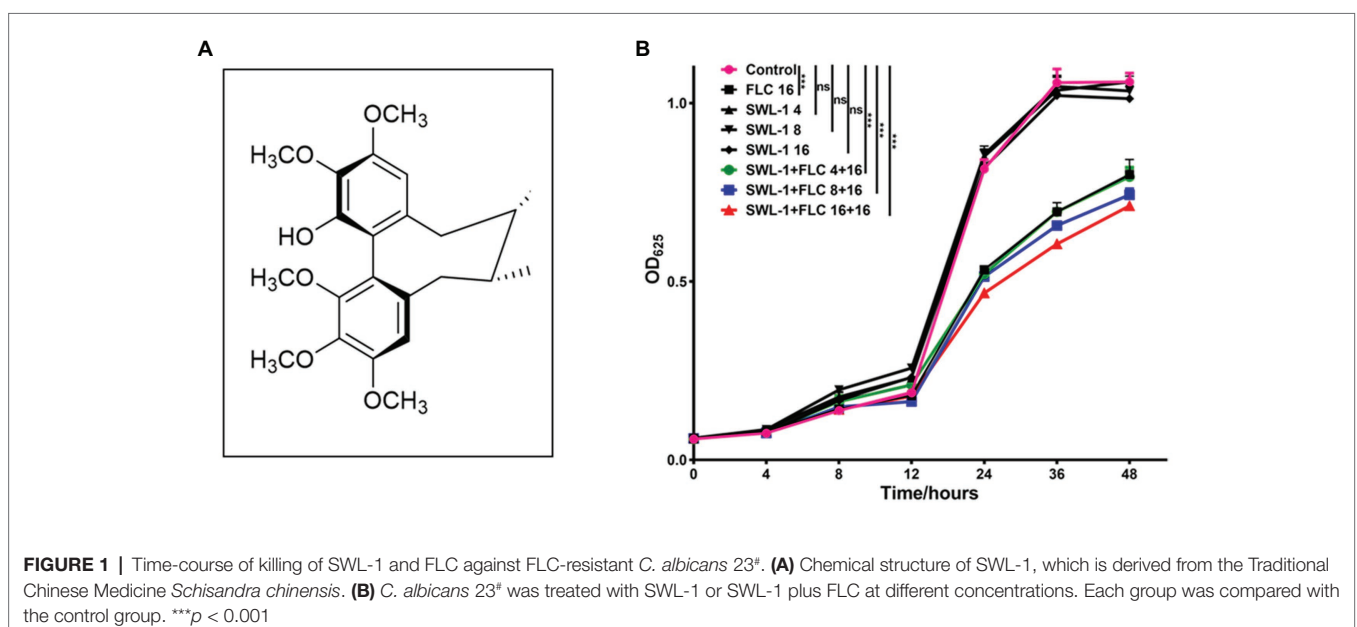 A
OCH3
H3CO
HO
H3CO
H3CO
OCH3
B
Control
FLC 16
SWL-1 4
SWL-1 8
SWL-1 16
SWL-1+FLC 4+16
SWL-1+FLC 8+16
SWL-1+FLC 16+16
***
ns
ns
ns
***
***
***
OD625
1.0
0.5
0.0
0 4 8 12 24 36 48
Time/hours
FIGURE 1 | Time-course of killing of SWL-1 and FLC against FLC-resistant C. albicans 23#. (A) Chemical structure of SWL-1, which is derived from the Traditional
Chinese Medicine Schisandra chinensis. (B) C. albicans 23# was treated with SWL-1 or SWL-1 plus FLC at different concentrations. Each group was compared with
the control group. ***p < 0.001